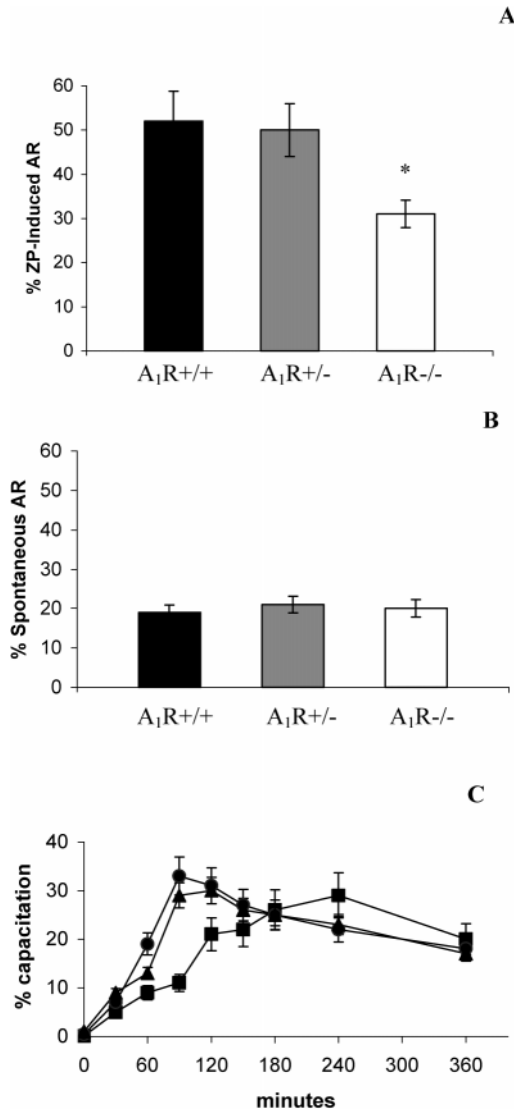 A
60
50
40
30
20
10
0
% ZP-Induced AR
*
A₁R+/+ A₁R+/- A₁R-/-
B
60
50
40
30
20
10
0
% Spontaneous AR
A₁R+/+ A₁R+/- A₁R-/-
C
40
30
20
10
0
% capacitation
0 60 120 180 240 300 360
minutes